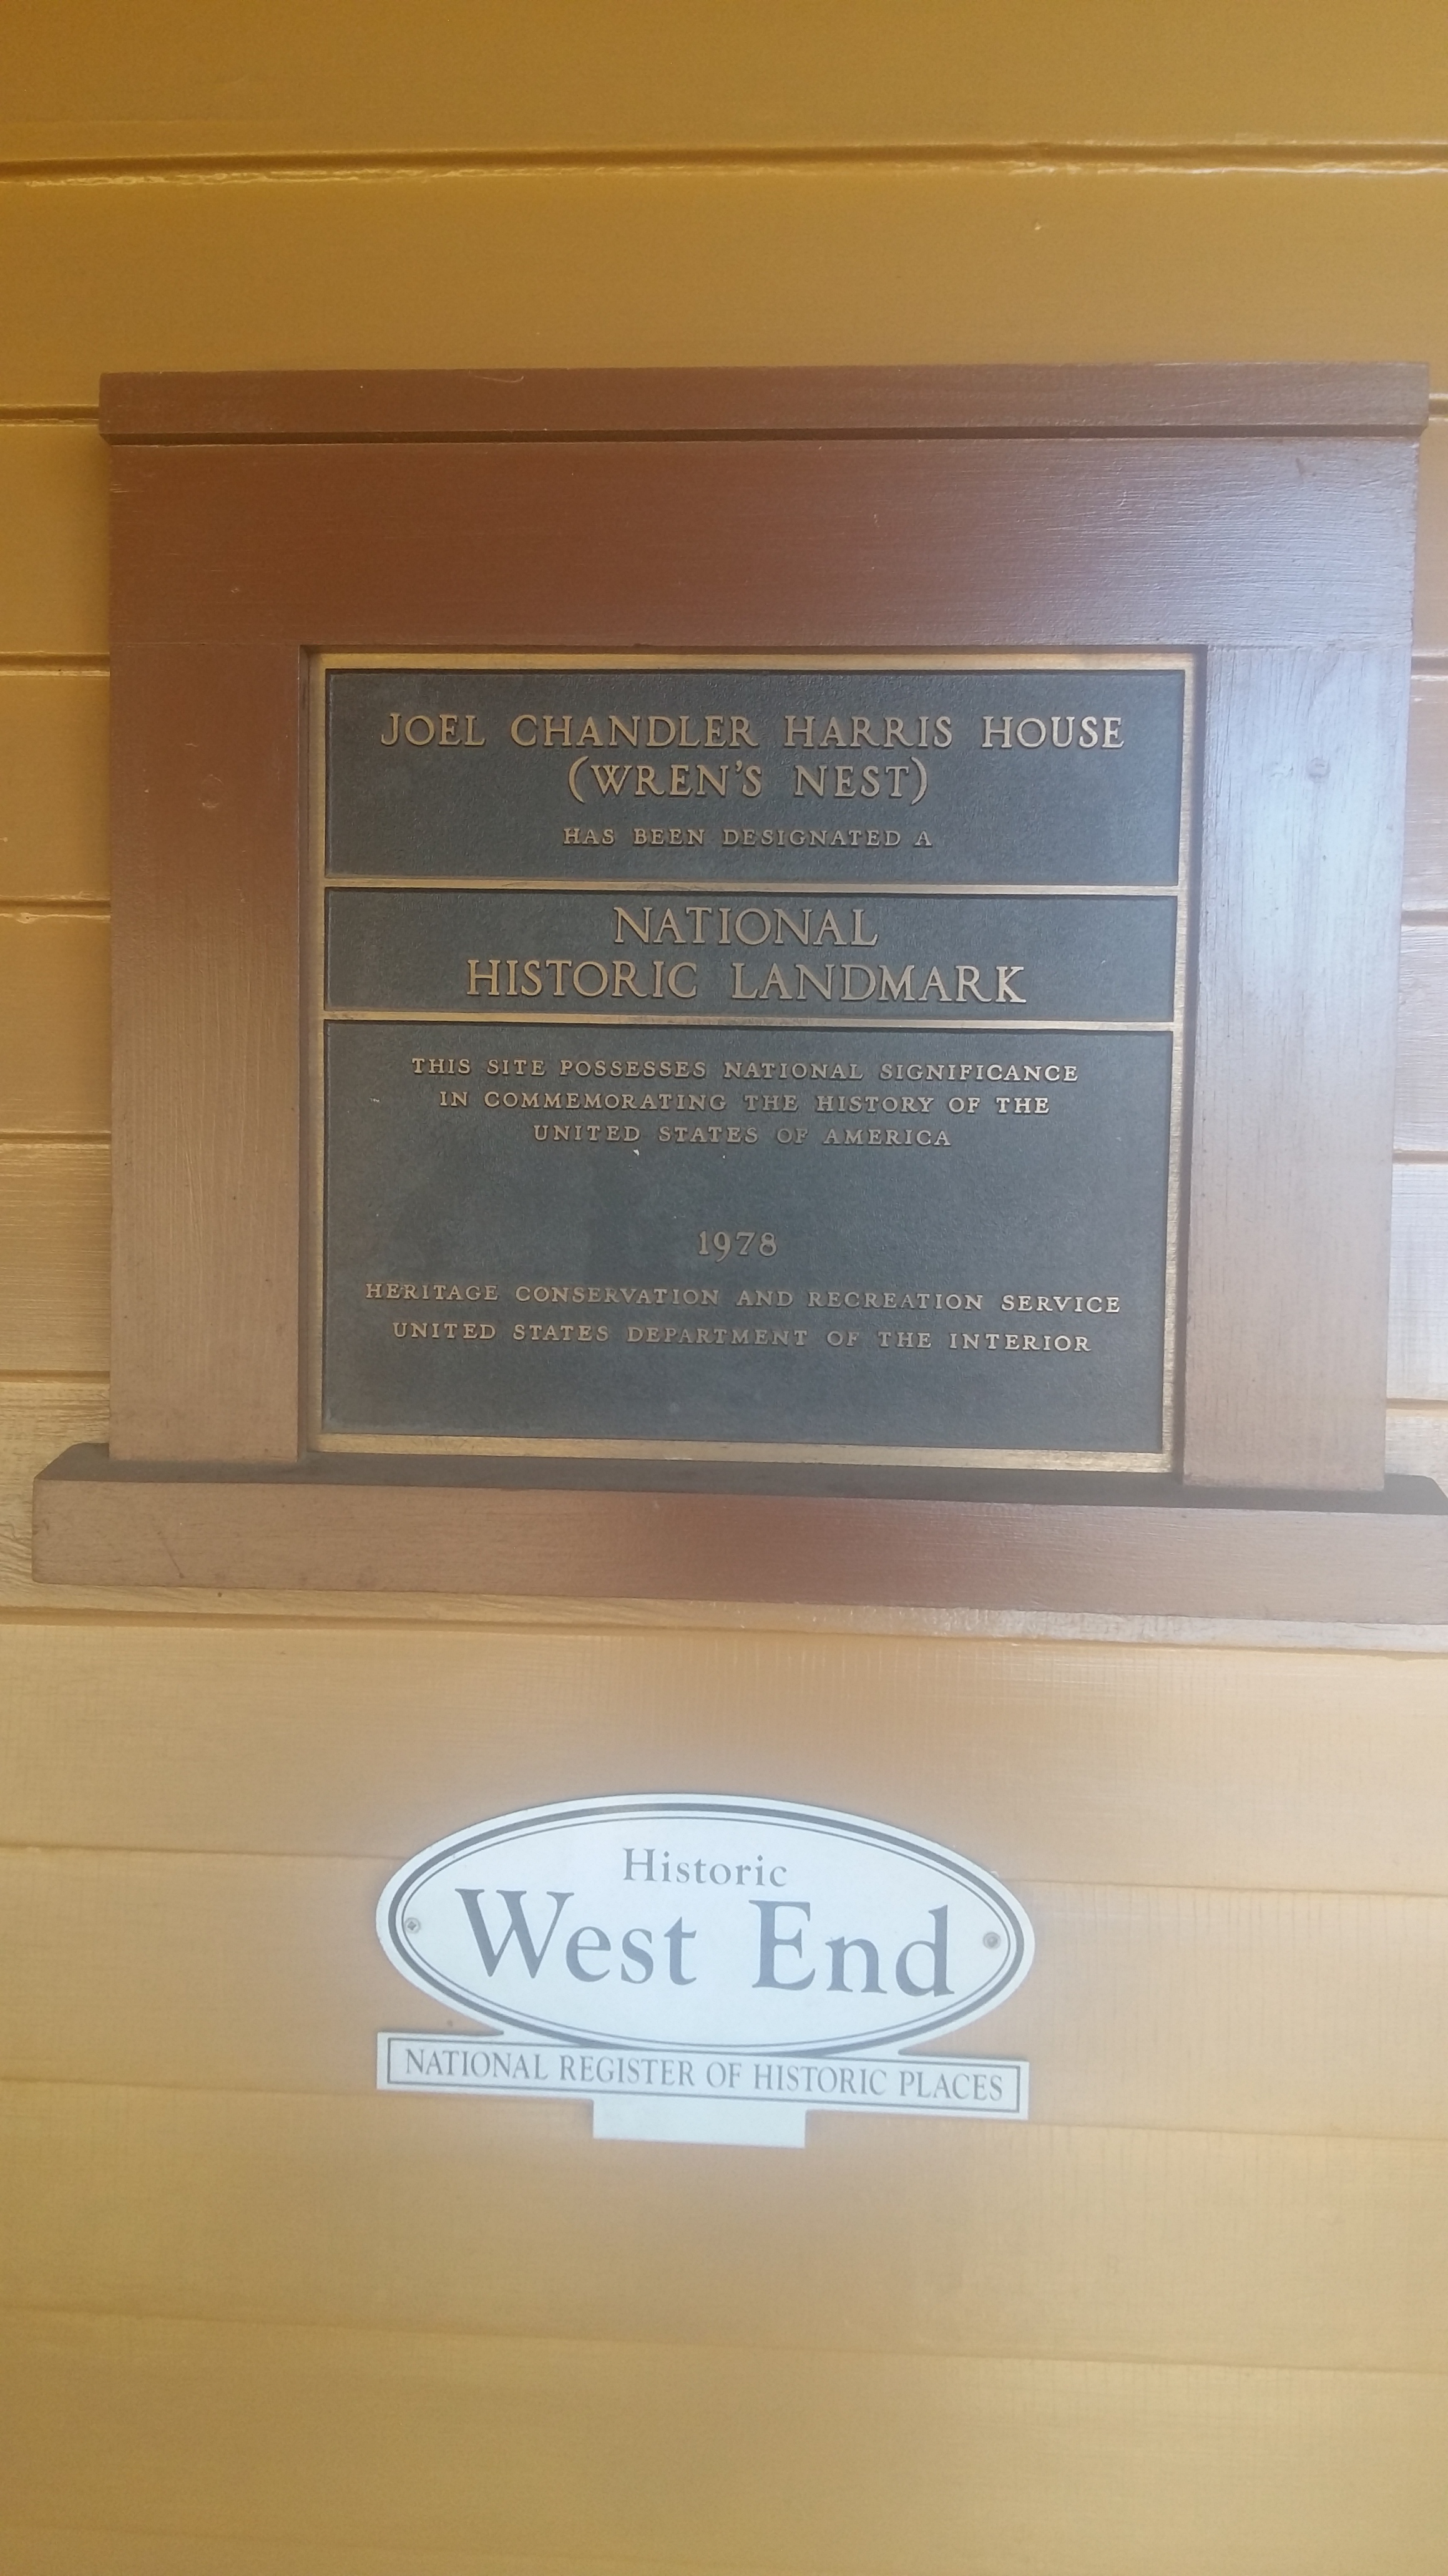 JOEL CHANDLER HARRIS HOUSE
(WREN'S NEST)
HAS BEEN DESIGNATED A
NATIONAL
HISTORIC LANDMARK
THIS SITE POSSESSES NATIONAL SIGNIFICANCE
IN COMMEMORATING THE HISTORY OF THE
UNITED STATES OF AMERICA
1978
HERITAGE CONSERVATION AND RECREATION SERVICE
UNITED STATES DEPARTMENT OF THE INTERIOR
Historic
West End
NATIONAL REGISTER OF HISTORIC PLACES